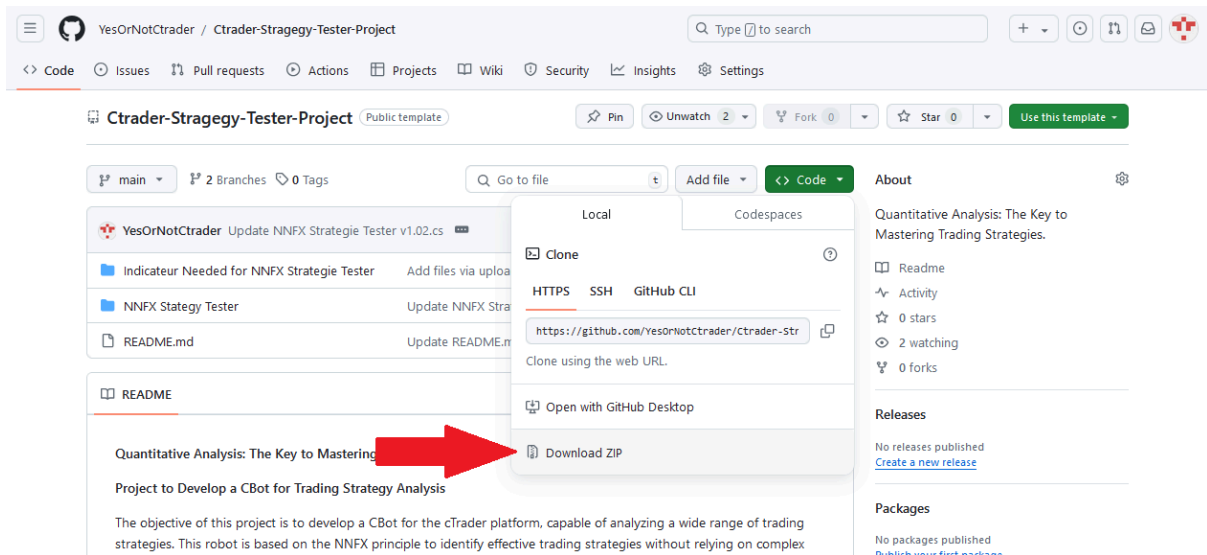 YesOrNotCtrader / Ctrader-Stragegy-Tester-Project
Type / to search
Code Issues Pull requests Actions Projects Wiki Security Insights Settings
Ctrader-Stragegy-Tester-Project Public template
Pin Unwatch 2 Fork 0 Star 0 Use this template
main 2 Branches 0 Tags Go to file t Add file <> Code
About
Quantitative Analysis: The Key to
Mastering Trading Strategies.
Readme
Activity
0 stars
2 watching
0 forks
Releases
No releases published
Create a new release
Packages
No packages published
Publish your first package
YesOrNotCtrader Update NNFX Strategie Tester v1.02.cs
Indicateur Needed for NNFX Strategie Tester Add files via uploa
NNFX Stategy Tester Update NNFX Stra
README.md Update README.m
Local Codespaces
Clone
HTTPS SSH GitHub CLI
https://github.com/YesOrNotCtrader/Ctrader-Str
Clone using the web URL.
Open with GitHub Desktop
Download ZIP
README
Quantitative Analysis: The Key to Mastering
Project to Develop a CBot for Trading Strategy Analysis
The objective of this project is to develop a CBot for the cTrader platform, capable of analyzing a wide range of trading
strategies. This robot is based on the NNFX principle to identify effective trading strategies without relying on complex